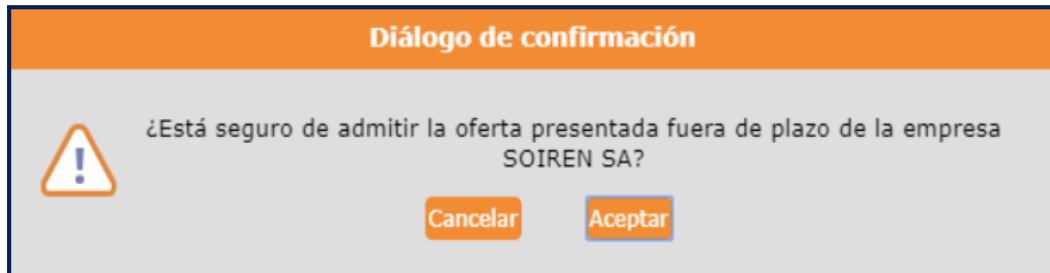 Diálogo de confirmación
¿Está seguro de admitir la oferta presentada fuera de plazo de la empresa
SOIREN SA?
Cancelar Aceptar